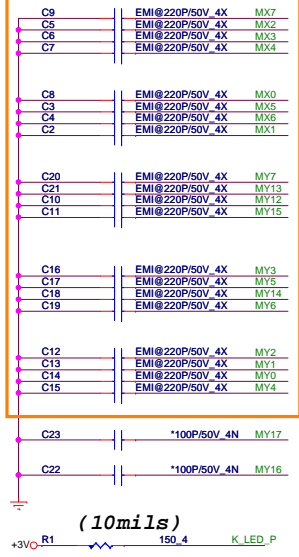 C9 EMI@220P/50V_4X MX7
C5 EMI@220P/50V_4X MX2
C6 EMI@220P/50V_4X MX3
C7 EMI@220P/50V_4X MX4
C8 EMI@220P/50V_4X MX0
C3 EMI@220P/50V_4X MX5
C4 EMI@220P/50V_4X MX6
C2 EMI@220P/50V_4X MX1
C20 EMI@220P/50V_4X MY7
C21 EMI@220P/50V_4X MY13
C10 EMI@220P/50V_4X MY12
C11 EMI@220P/50V_4X MY15
C16 EMI@220P/50V_4X MY3
C17 EMI@220P/50V_4X MY5
C18 EMI@220P/50V_4X MY14
C19 EMI@220P/50V_4X MY6
C12 EMI@220P/50V_4X MY2
C13 EMI@220P/50V_4X MY1
C14 EMI@220P/50V_4X MY0
C15 EMI@220P/50V_4X MY4
C23 *100P/50V_4N MY17
C22 *100P/50V_4N MY16
(10mils)
+3V R1 150_4 K_LED_P